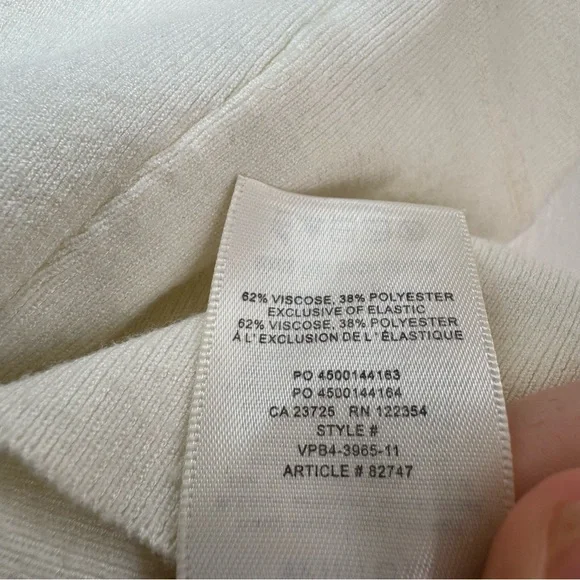 62% VISCOSE, 38% POLYESTER
EXCLUSIVE OF ELASTIC
62% VISCOSE, 38% POLYESTER
À L'EXCLUSION DE L'ÉLASTIQUE
PO 4500144163
PO 4500144164
CA 23725 RN 122354
STYLE #
VPB4-3965-11
ARTICLE # 82747